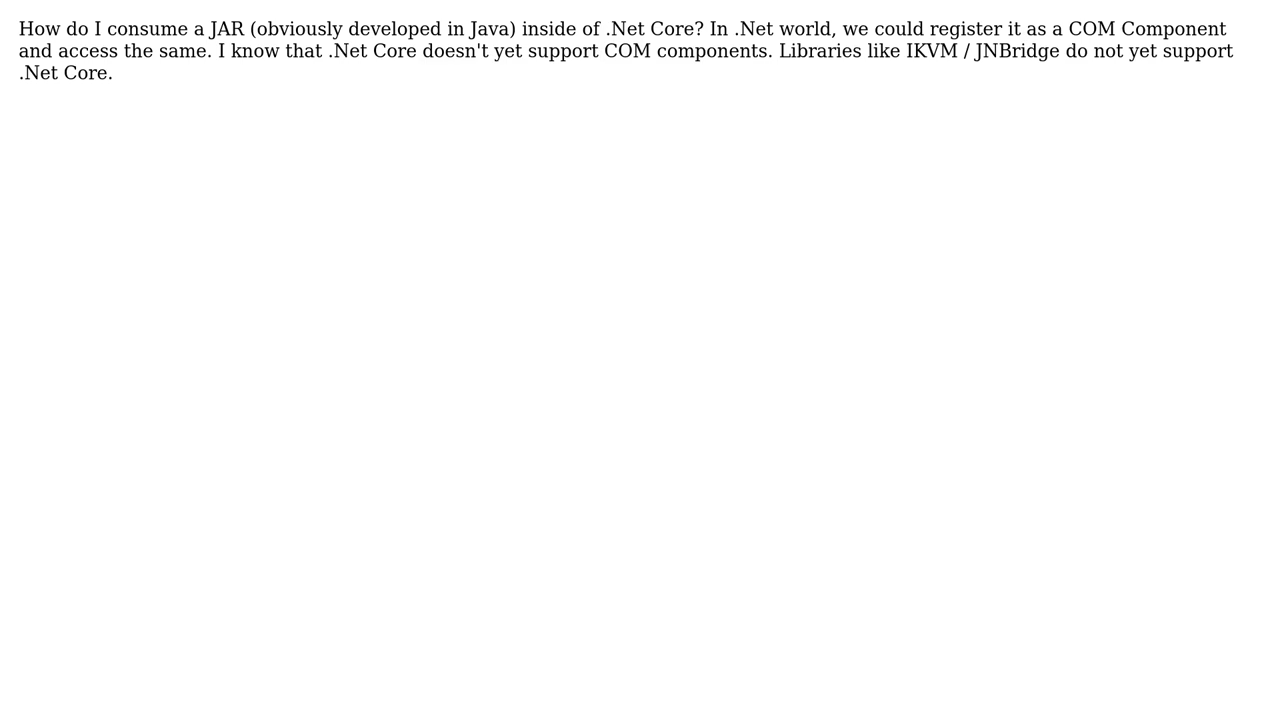 How do I consume a JAR (obviously developed in Java) inside of .Net Core? In .Net world, we could register it as a COM Component
and access the same. I know that .Net Core doesn't yet support COM components. Libraries like IKVM / JNBridge do not yet support
.Net Core.